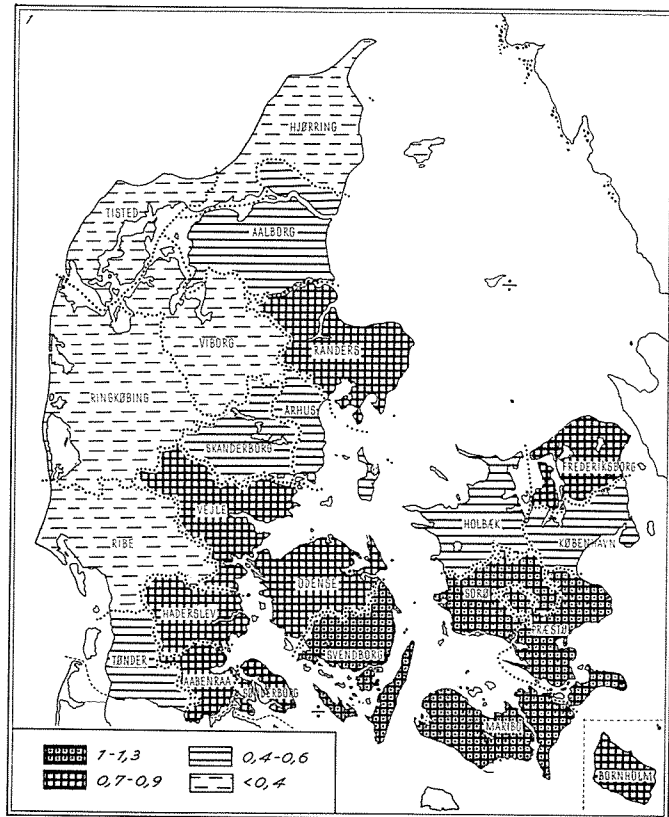 1
HJØRRING
TISTED
AALBORG
VIBORG
RANDERS
RINGKØBING
ÅRHUS
SKANDERBORG
FREDERIKSBORG
VEJLE
HOLBÆK
KØBENHAVN
RIBE
ODENSE
SORØ
HADERSLEV
PRÆSTØ
SVENDBORG
TØNDER
AABENRAA
SØNDERBORG
MARIBO
BORNHOLM
1-1,3
0,4-0,6
0,7-0,9
<0,4